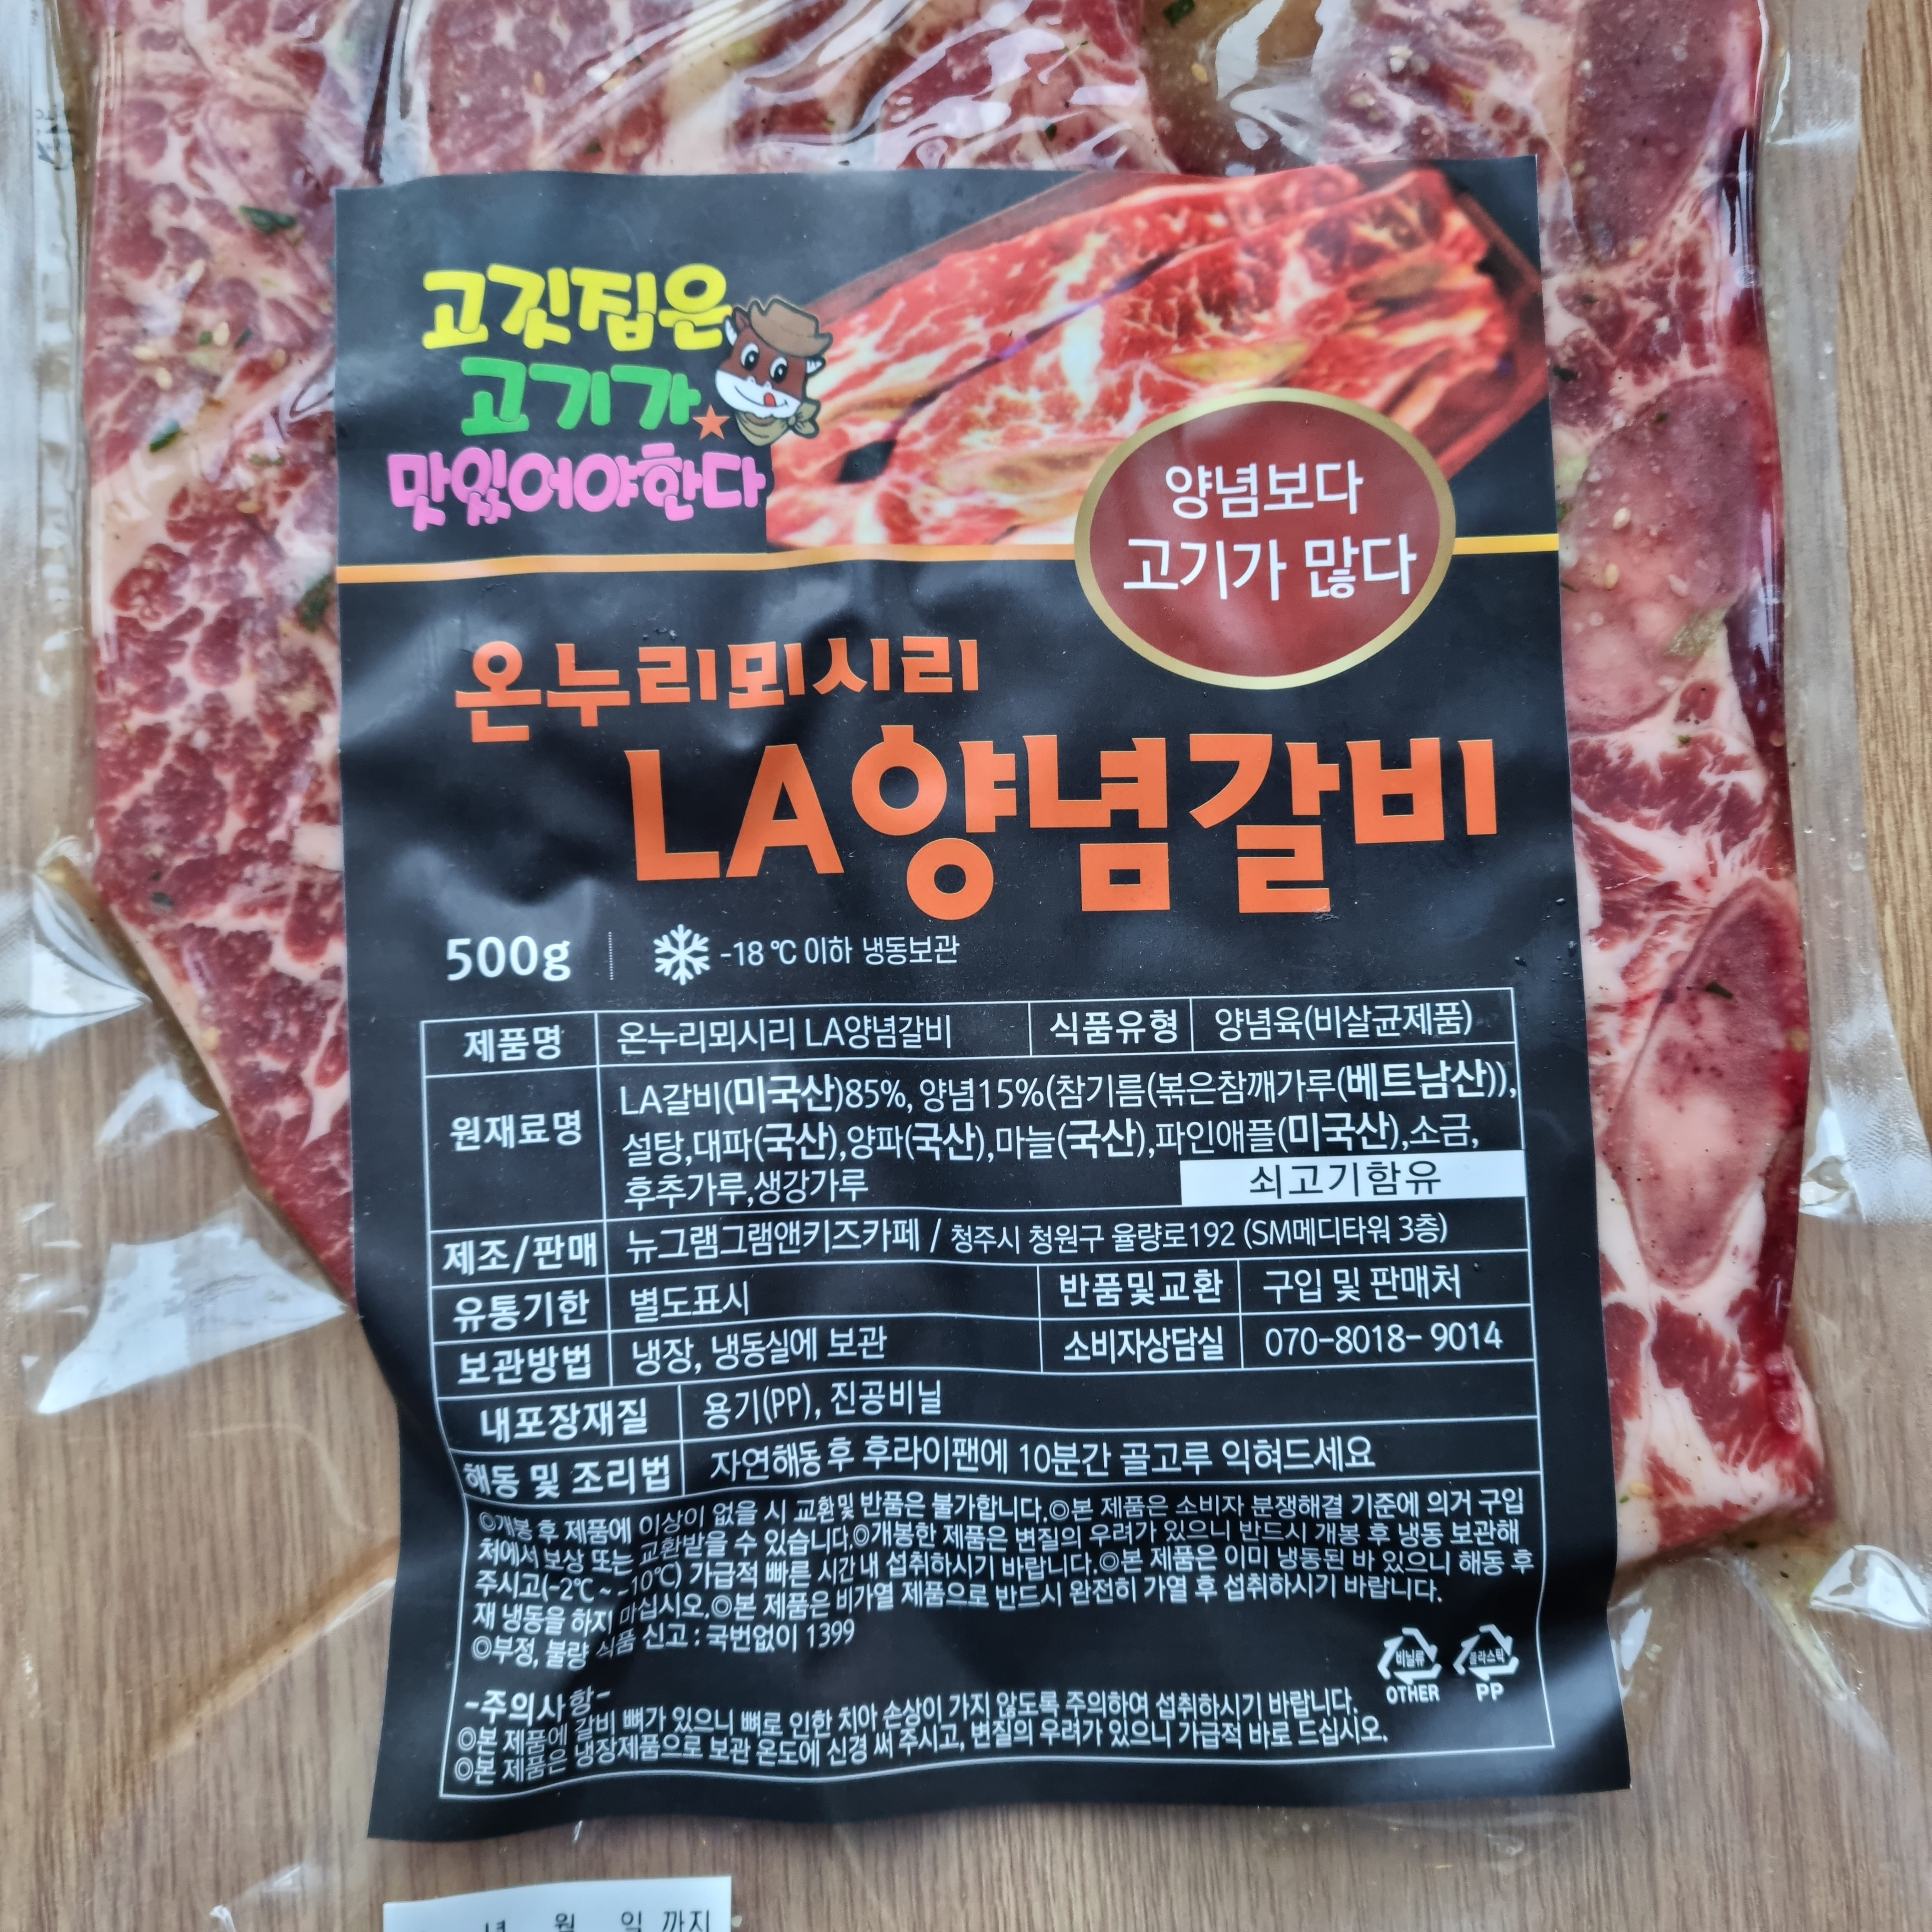 고깃집은
고기가
맛있어야한다
양념보다
고기가 많다
온누리뫼시리
LA양념갈비
500g
-18 ℃ 이하 냉동보관
제품명 온누리뫼시리 LA양념갈비 식품유형 양념육(비살균제품)
원재료명 LA갈비(미국산)85%, 양념15%(참기름(볶은참깨가루(베트남산)),
설탕,대파(국산),양파(국산),마늘(국산),파인애플(미국산),소금,
후추가루,생강가루
쇠고기함유
제조/판매 뉴그램그램앤키즈카페 / 청주시 청원구 율량로192 (SM메디타워 3층)
유통기한 별도표시 반품및교환 구입 및 판매처
보관방법 냉장, 냉동실에 보관 소비자상담실 070-8018- 9014
내포장재질 용기(PP), 진공비닐
해동 및 조리법 자연해동 후 후라이팬에 10분간 골고루 익혀드세요
◎개봉 후 제품에 이상이 없을 시 교환및 반품은 불가합니다.◎본 제품은 소비자 분쟁해결 기준에 의거 구입
처에서 보상 또는 교환받을 수 있습니다.◎개봉한 제품은 변질의 우려가 있으니 반드시 개봉 후 냉동 보관해
주시고(-2℃ ~ -10℃) 가급적 빠른 시간 내 섭취하시기 바랍니다.◎본 제품은 이미 냉동된 바 있으니 해동 후
재 냉동을 하지 마십시오.◎본 제품은 비가열 제품으로 반드시 완전히 가열 후 섭취하시기 바랍니다.
◎부정, 불량 식품 신고 : 국번없이 1399
비닐류
OTHER
플라스틱
PP
-주의사항-
◎본 제품에 갈비 뼈가 있으니 뼈로 인한 치아 손상이 가지 않도록 주의하여 섭취하시기 바랍니다.
◎본 제품은 냉장제품으로 보관 온도에 신경 써 주시고, 변질의 우려가 있으니 가급적 바로 드십시오.
년 월 일 까지